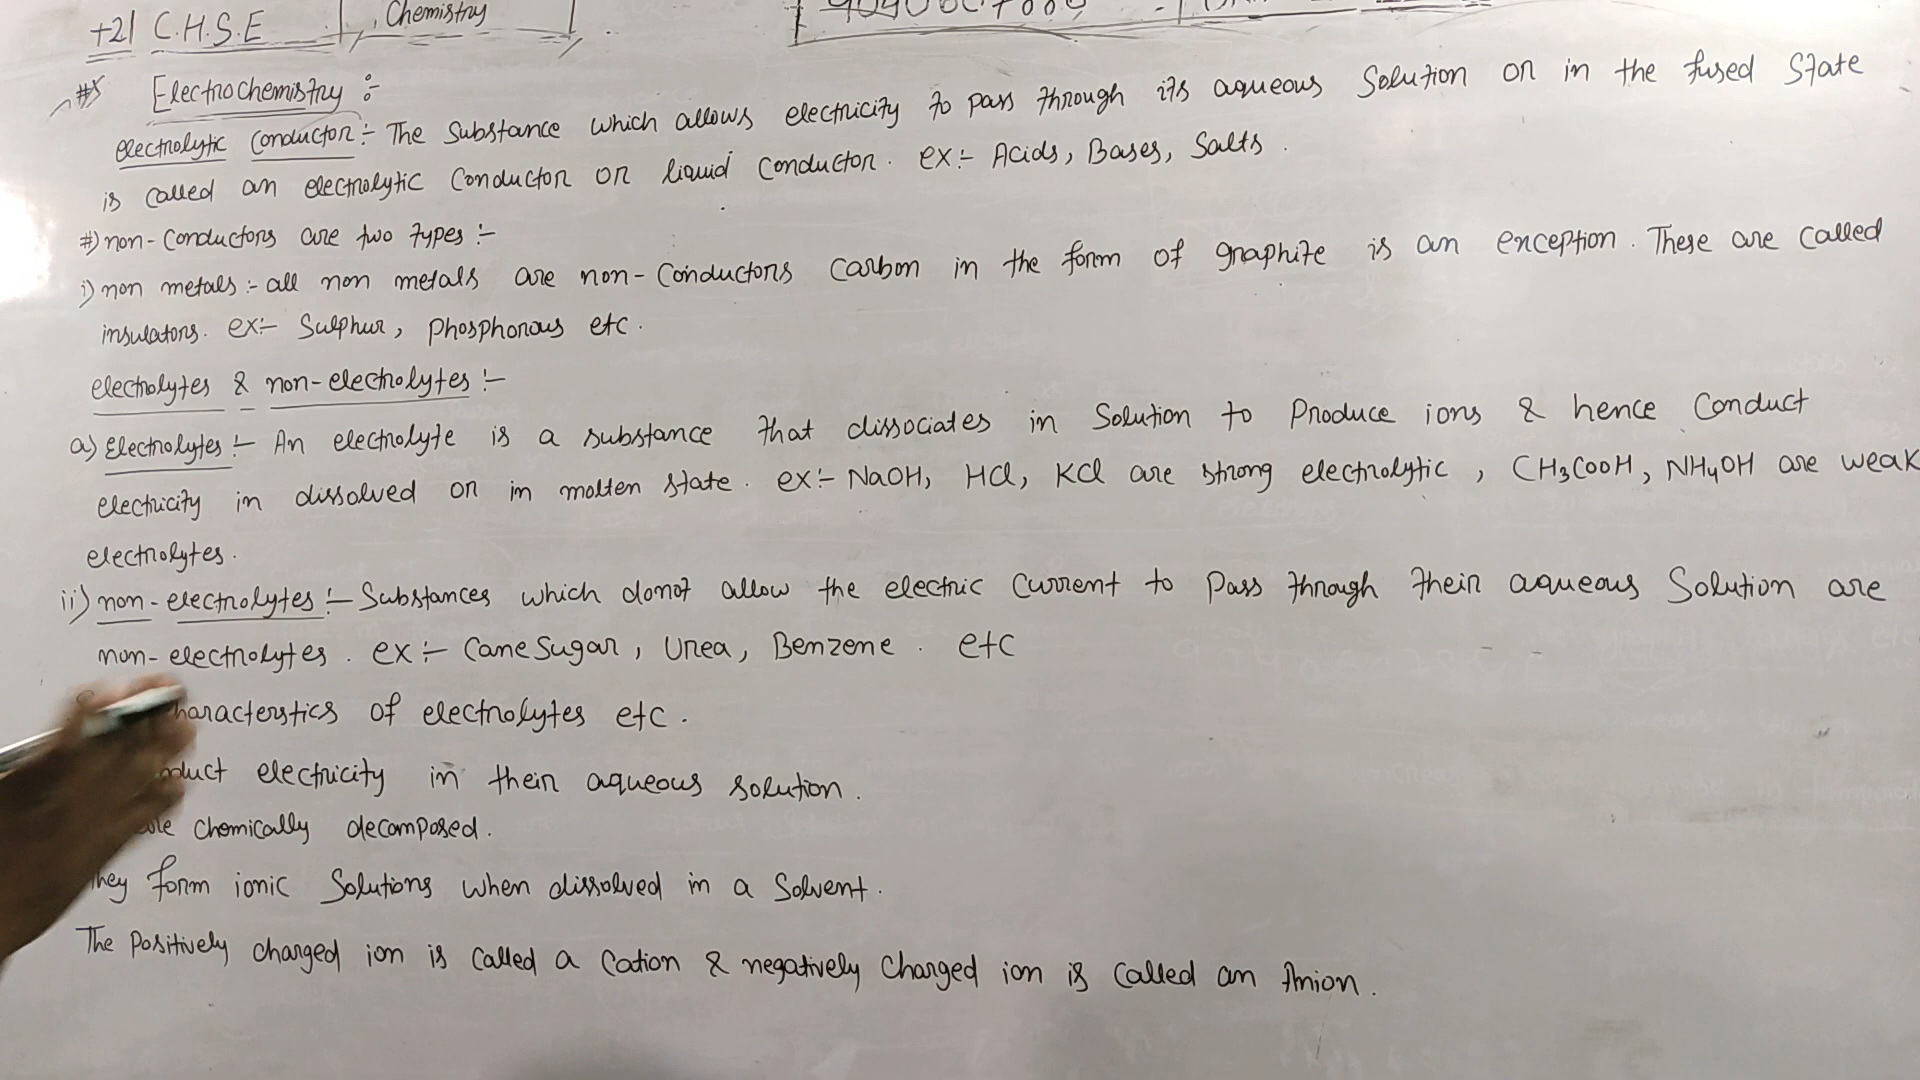 +2| C.H.S.E | , Chemistry
# Electrochemistry :-
electrolytic conductor :- The Substance which allows electricity to pass through its aqueous Solution or in the fused State
is called an electrolytic Conductor or liquid Conductor. ex :- Acids, Bases, Salts.
#) non-Conductors are two types :-
i) non metals :- all non metals are non-Conductors Carbon in the form of graphite is an exception. These are called
insulators. ex :- Sulphur, phosphorous etc.
electrolytes & non-electrolytes :-
a) Electrolytes :- An electrolyte is a substance that dissociates in Solution to Produce ions & hence Conduct
electricity in dissolved or in molten state. ex :- NaOH, HCl, KCl are strong electrolytic, CH3COOH, NH4OH are weak
electrolytes.
ii) non-electrolytes :- Substances which donot allow the electric Current to Pass through their aqueous Solution are
non-electrolytes. ex :- Cane Sugar, Urea, Benzene. etc
haracterstics of electrolytes etc.
nduct electricity in their aqueous solution.
are chemically decomposed.
They form ionic Solutions when dissolved in a Solvent.
The Positively charged ion is called a Cation & negatively Charged ion is called an Anion.